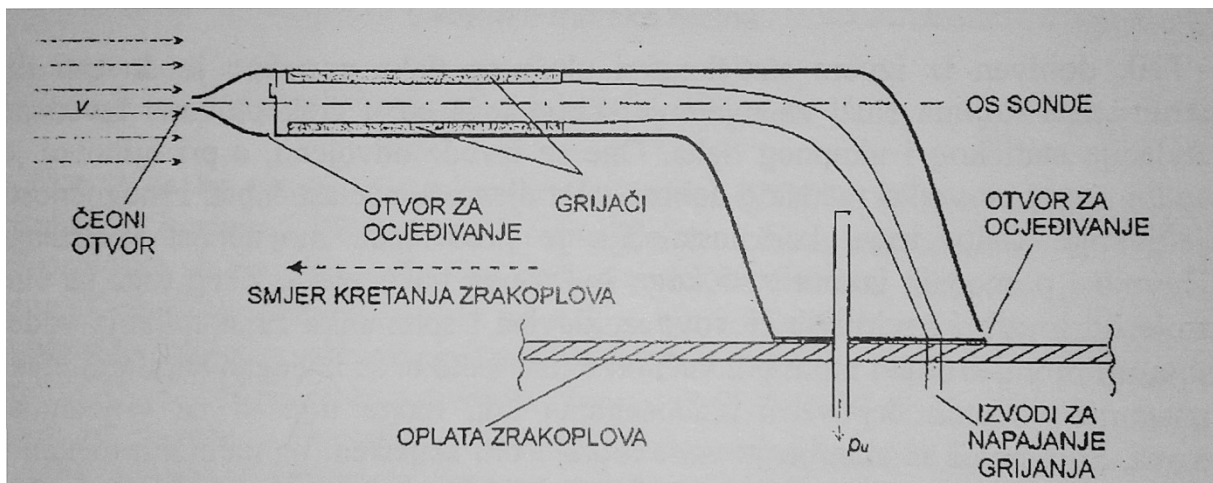 v
OS SONDE
ČEONI
OTVOR
OTVOR ZA
OCJEĐIVANJE
GRIJAČI
OTVOR ZA
OCJEĐIVANJE
SMJER KRETANJA ZRAKOPLOVA
OPLATA ZRAKOPLOVA
pu
IZVODI ZA
NAPAJANJE
GRIJANJA